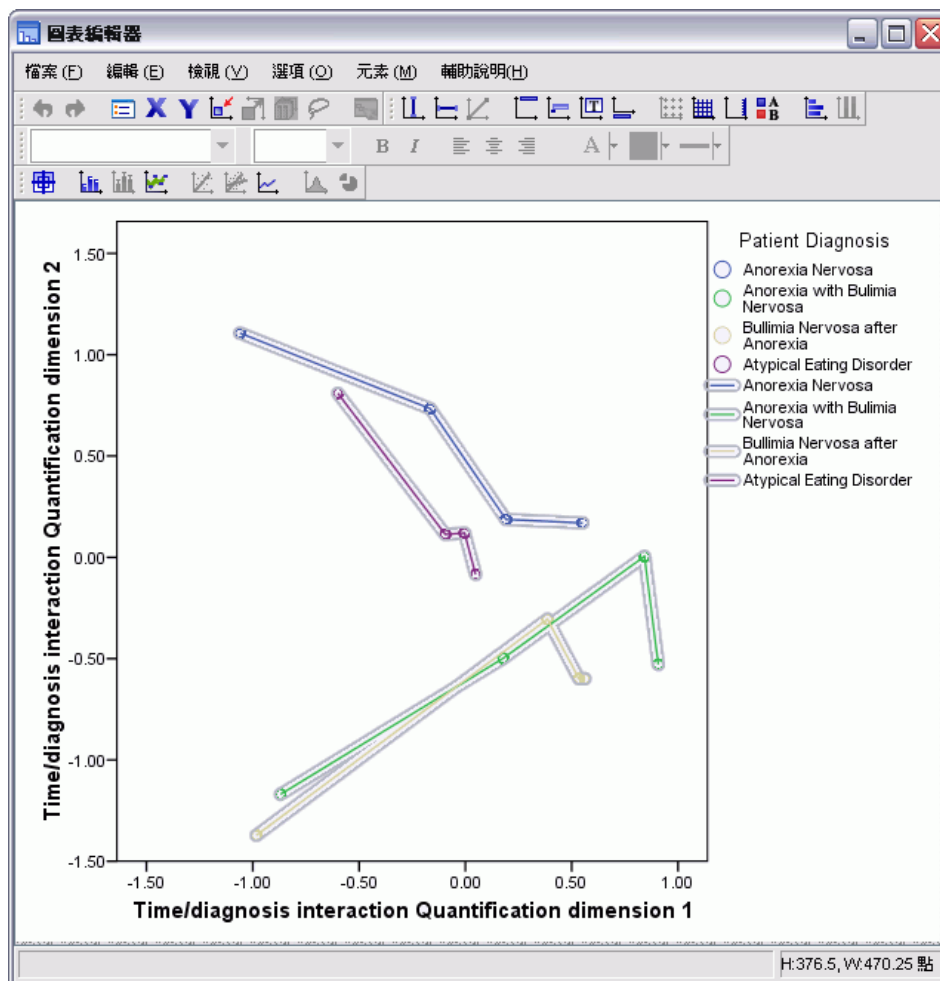 圖表編輯器
檔案 (F) 編輯 (E) 檢視 (V) 選項 (O) 元素 (M) 輔助說明(H)
X Y T A B
B I A
Patient Diagnosis
Anorexia Nervosa
Anorexia with Bulimia
Nervosa
Bullimia Nervosa after
Anorexia
Atypical Eating Disorder
Anorexia Nervosa
Anorexia with Bulimia
Nervosa
Bullimia Nervosa after
Anorexia
Atypical Eating Disorder
Time/diagnosis interaction Quantification dimension 2
1.50
1.00
0.50
0.00
-0.50
-1.00
-1.50
-1.50 -1.00 -0.50 0.00 0.50 1.00
Time/diagnosis interaction Quantification dimension 1
H:376.5, W:470.25 點